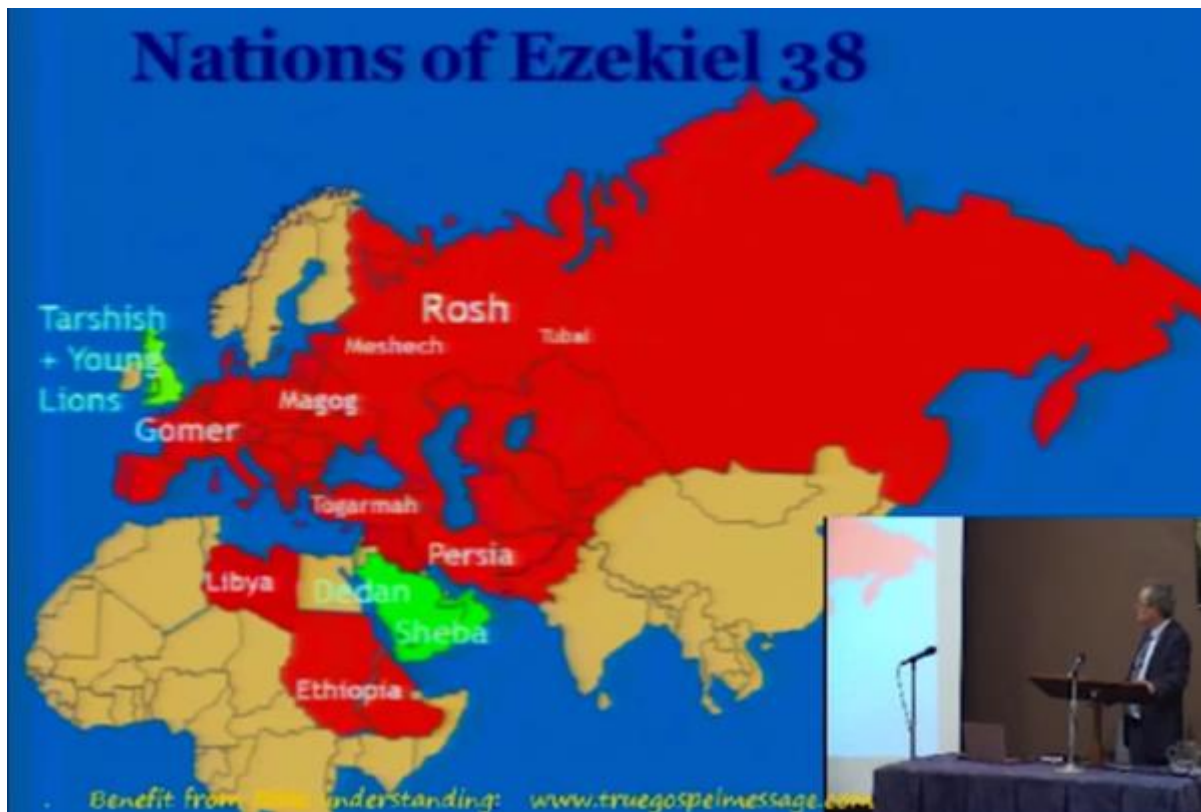 Nations of Ezekiel 38
Tarshish
+ Young
Lions
Rosh
Meshech
Tubal
Magog
Gomer
Togarmah
Persia
Libya
Dedan
Sheba
Ethiopia
Benefit from understanding: www.truegospelmessage.com